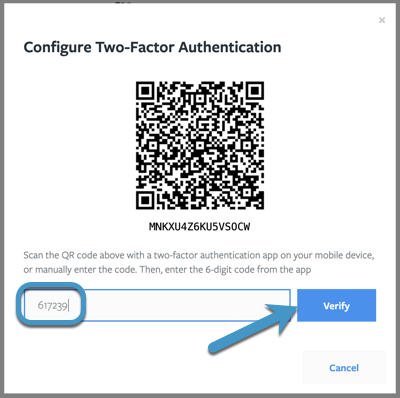 Configure Two-Factor Authentication
MNKXU4Z6KU5VSOCW
Scan the QR code above with a two-factor authentication app on your mobile device,
or manually enter the code. Then, enter the 6-digit code from the app
617239
Verify
Cancel